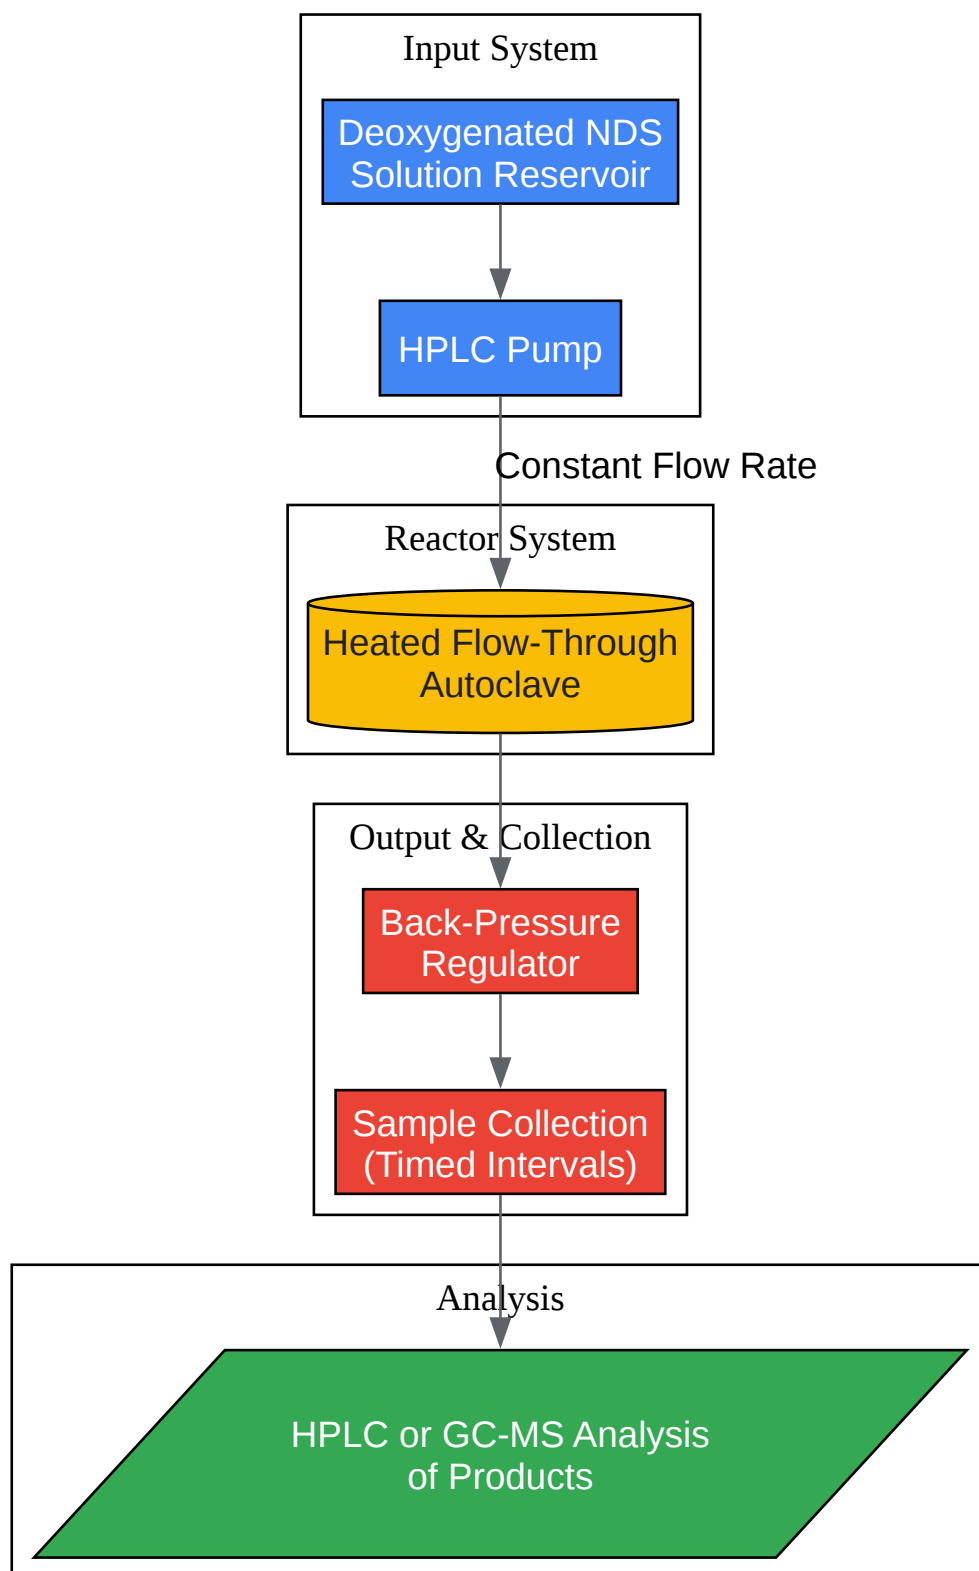 Input System
Deoxygenated NDS
Solution Reservoir
HPLC Pump
Constant Flow Rate
Reactor System
Heated Flow-Through
Autoclave
Output & Collection
Back-Pressure
Regulator
Sample Collection
(Timed Intervals)
Analysis
HPLC or GC-MS Analysis
of Products